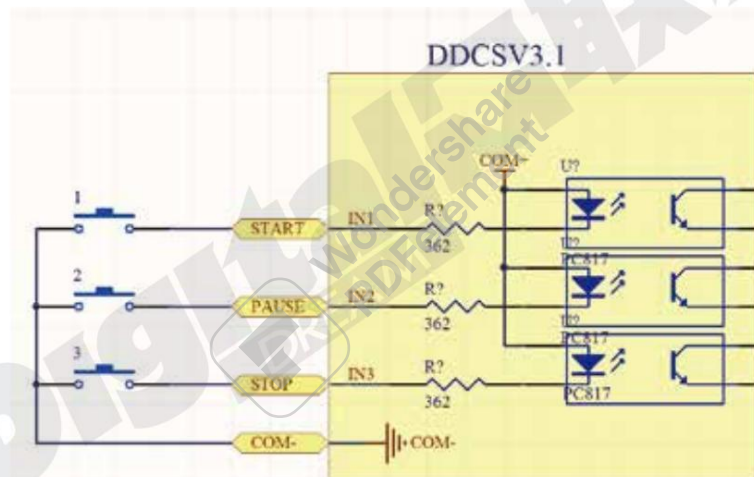 DDCSV3.1
COM+
U?
1
START
IN1
R?
362
U?
PC817
2
PAUSE
IN2
R?
362
U?
PC817
3
STOP
IN3
R?
362
PC817
COM-
COM-
Digital
Wondershare
PDFelement